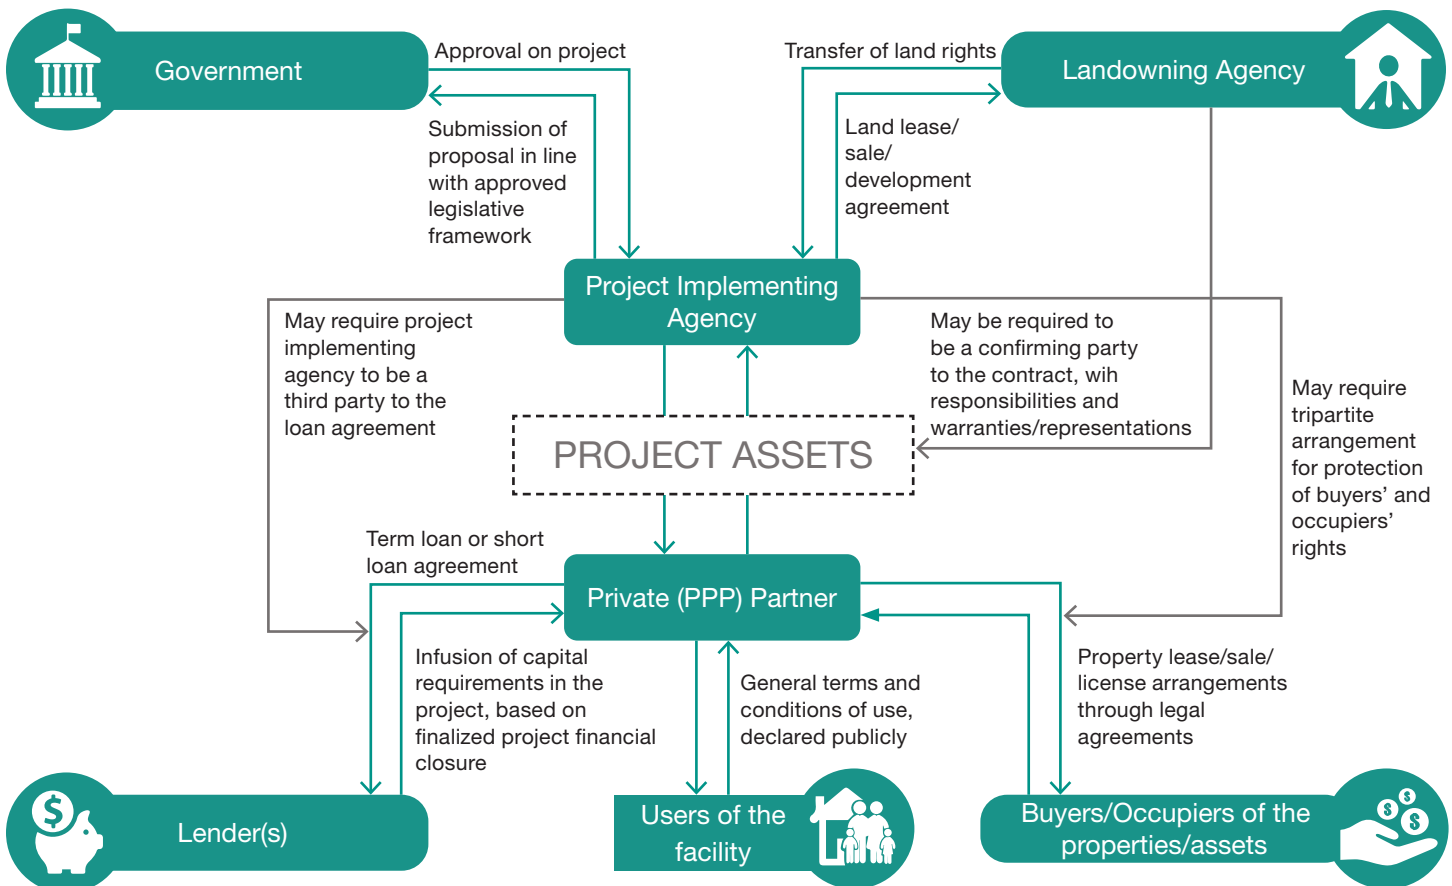 Government
Approval on project
Transfer of land rights
Landowning Agency
Submission of
proposal in line
with approved
legislative
framework
Land lease/
sale/
development
agreement
Project Implementing
Agency
May require project
implementing
agency to be a
third party to the
loan agreement
May be required to
be a confirming party
to the contract, wih
responsibilities and
warranties/representations
May require
tripartite
arrangement
for protection
of buyers’ and
occupiers’
rights
PROJECT ASSETS
Term loan or short
loan agreement
Private (PPP) Partner
Infusion of capital
requirements in the
project, based on
finalized project financial
closure
General terms and
conditions of use,
declared publicly
Property lease/sale/
license arrangements
through legal
agreements
$
Lender(s)
Users of the
facility
Buyers/Occupiers of the
properties/assets
$
$
$